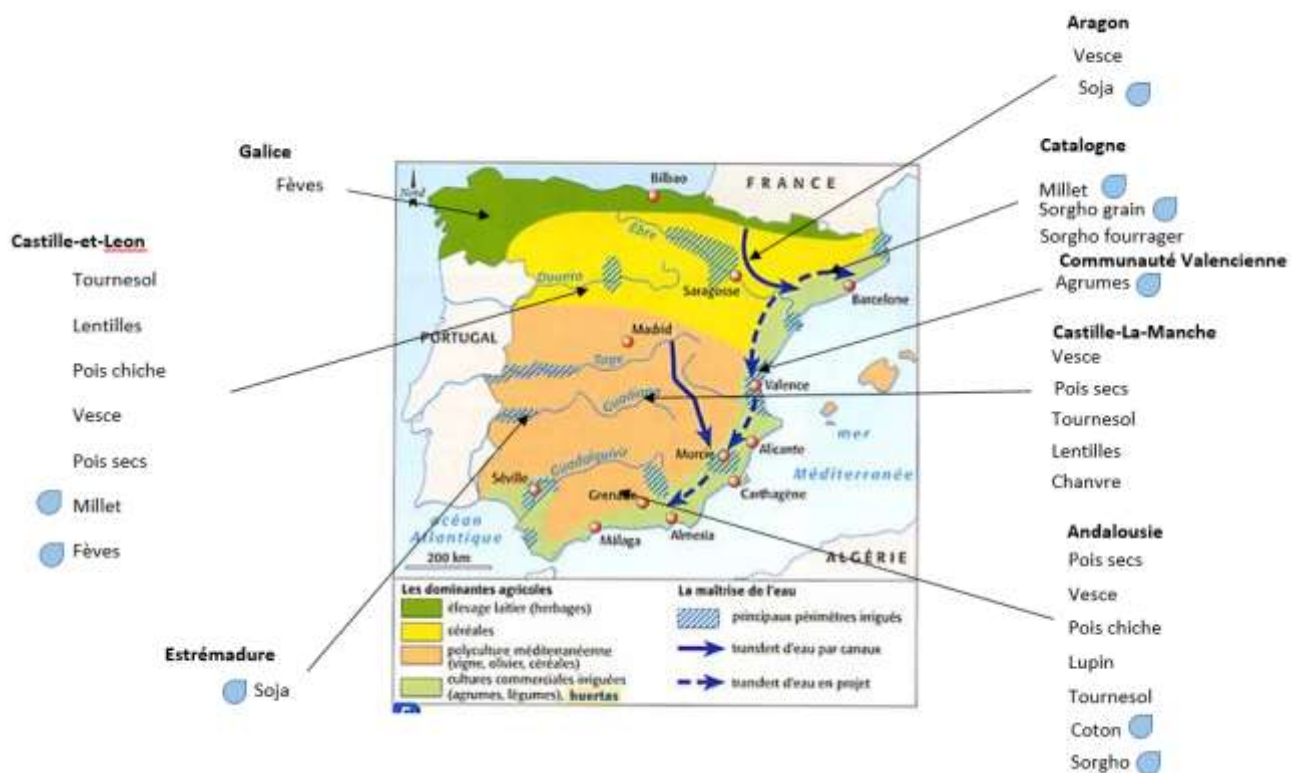 Aragon
Vesce
Soja
Galice
Fèves
Catalogne
Millet
Sorgho grain
Sorgho fourrager
Castille-et-Leon
Tournesol
Lentilles
Pois chiche
Vesce
Pois secs
Millet
Fèves
Communauté Valencienne
Agrumes
Castille-La-Manche
Vesce
Pois secs
Tournesol
Lentilles
Chanvre
Andalousie
Pois secs
Vesce
Pois chiche
Lupin
Tournesol
Coton
Sorgho
Estrémadure
Soja
Nord
Bilbao
FRANCE
Ebre
Douro
Saragosse
Barcelone
PORTUGAL
Madrid
Tage
Valence
Guadiana
mer
Méditerranée
Murcie
Alicante
Guadalquivir
Séville
Grenade
Carthagène
océan
Atlantique
Málaga
Almeria
ALGÉRIE
200 km
Les dominantes agricoles
élevage laitier (herbages)
céréales
polyculture méditerranéenne
(vigne, olivier, céréales)
cultures commerciales irriguées
(agrumes, légumes), huertas
La maîtrise de l'eau
principaux périmètres irrigués
transfert d'eau par canaux
transfert d'eau en projet